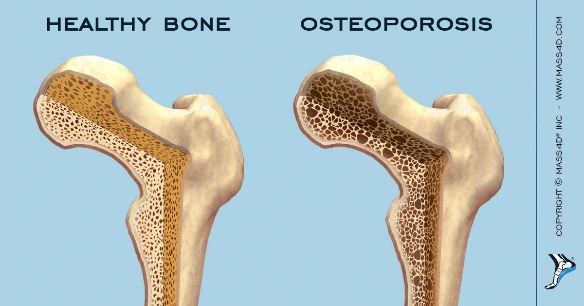 HEALTHY BONE
OSTEOPOROSIS
COPYRIGHT © MASS4D® INC - WWW.MASS4D.COM